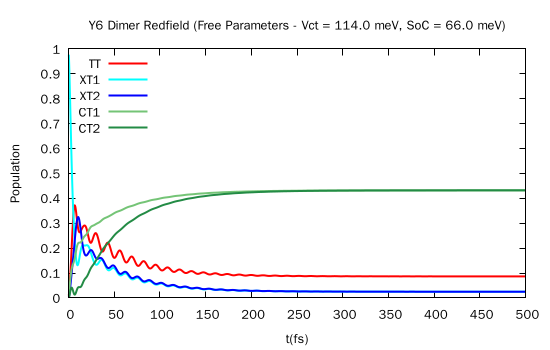 Y6 Dimer Redfield (Free Parameters - Vct = 114.0 meV, SoC = 66.0 meV)
1
0.9
0.8
0.7
0.6
0.5
0.4
0.3
0.2
0.1
0
TT
XT1
XT2
CT1
CT2
Population
0 50 100 150 200 250 300 350 400 450 500
t(fs)